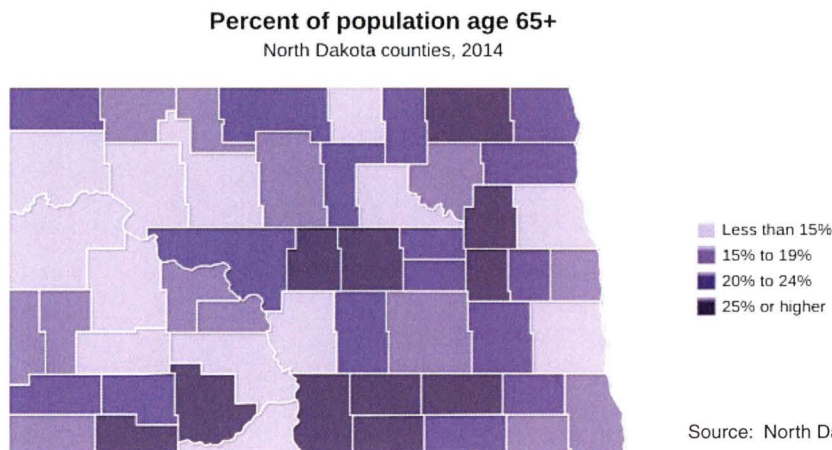 Percent of population age 65+
North Dakota counties, 2014
Less than 15%
15% to 19%
20% to 24%
25% or higher
Source: North Da